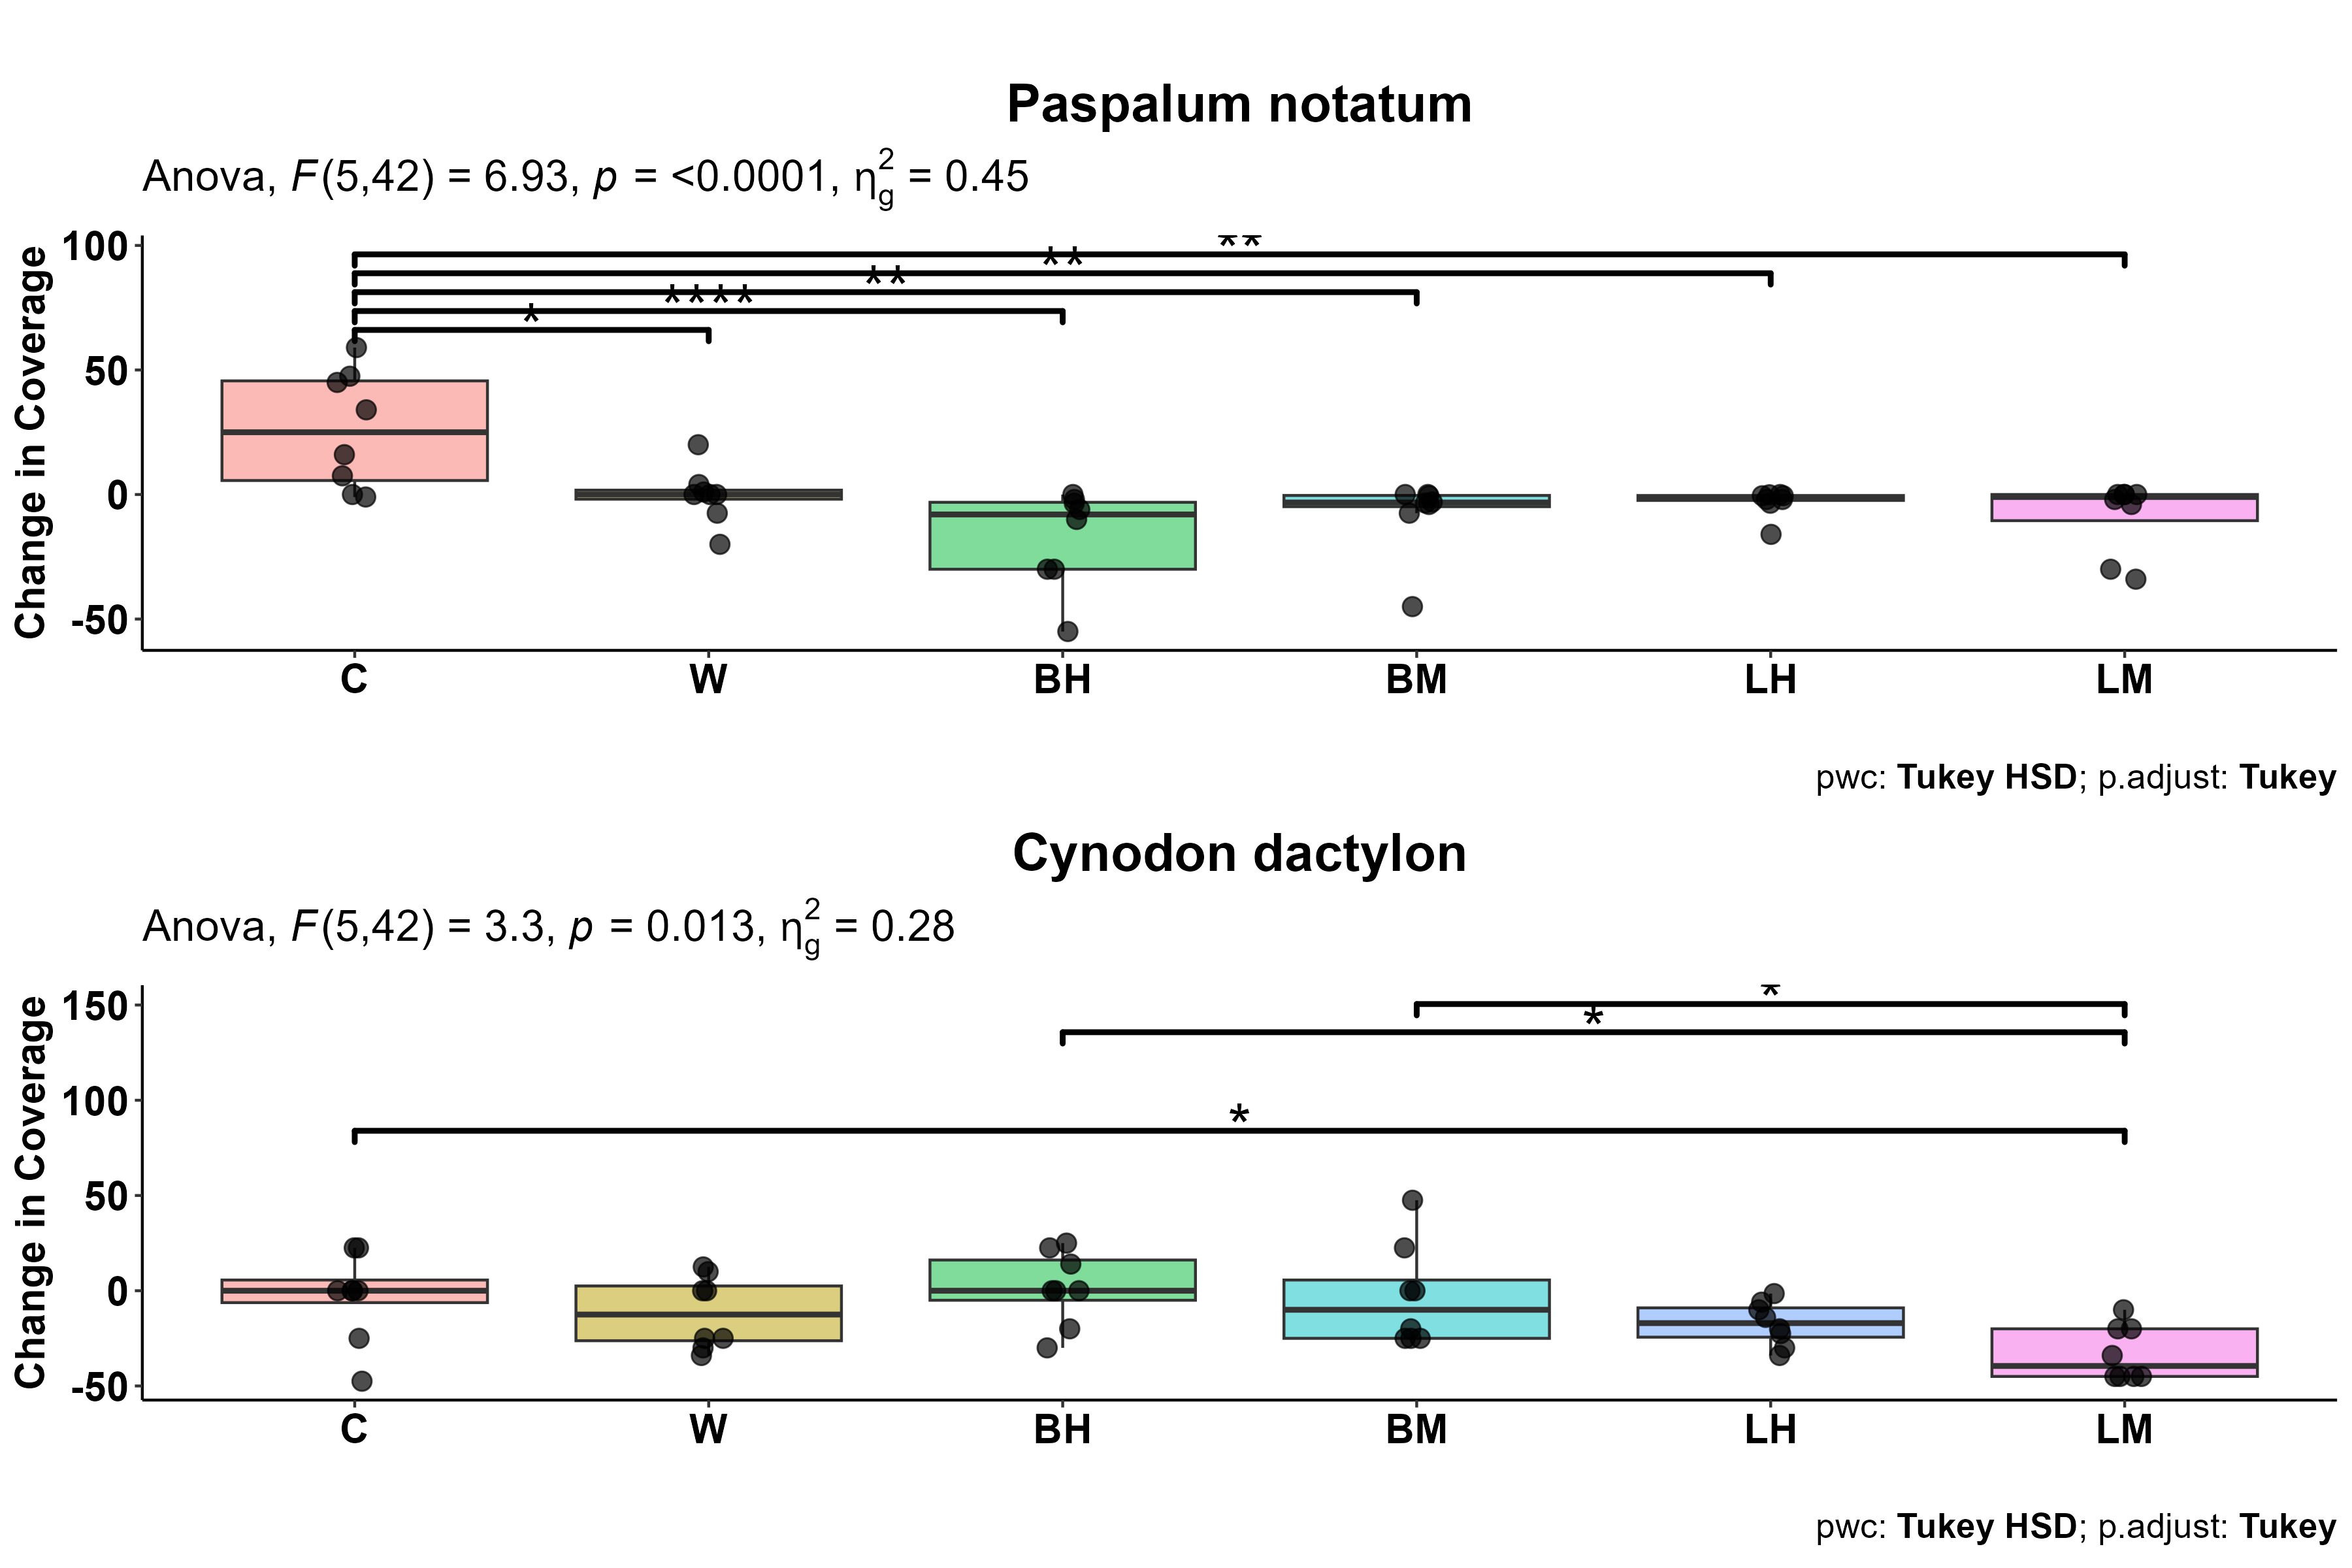 Paspalum notatum
Anova, F(5,42) = 6.93, p = <0.0001, η²g = 0.45
Change in Coverage
100
50
0
-50
**
**
**
****
*
C W BH BM LH LM
pwc: Tukey HSD; p.adjust: Tukey
Cynodon dactylon
Anova, F(5,42) = 3.3, p = 0.013, η²g = 0.28
Change in Coverage
150
100
50
0
-50
*
*
*
C W BH BM LH LM
pwc: Tukey HSD; p.adjust: Tukey